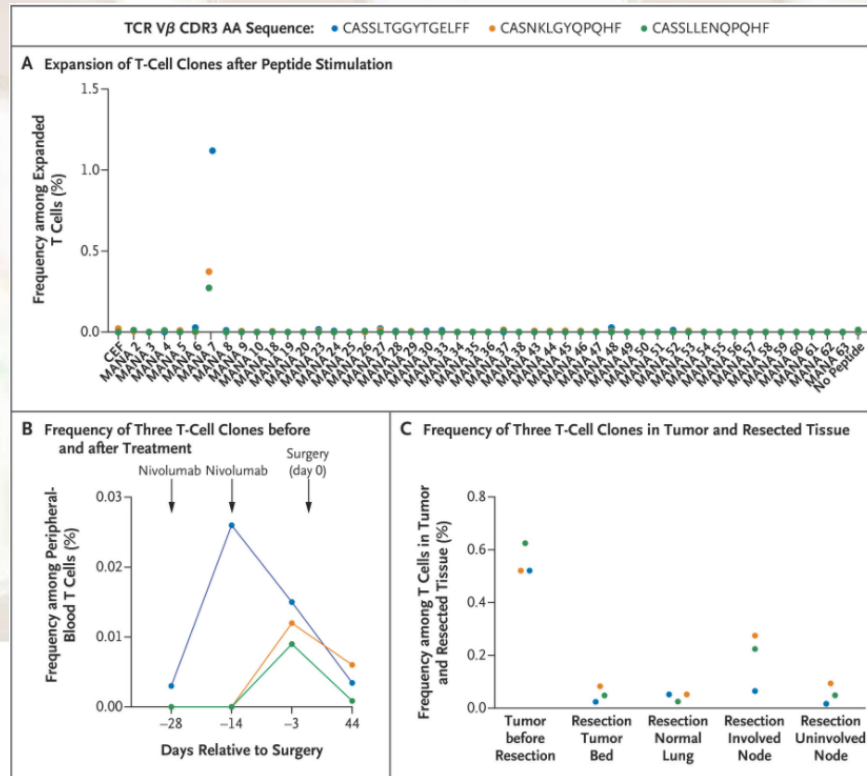 TCR Vβ CDR3 AA Sequence: CASSLTGGYTGELFF CASNKLGYQPQHF CASSLLENQPQHF
A Expansion of T-Cell Clones after Peptide Stimulation
Frequency among Expanded
T Cells (%)
1.5
1.0
0.5
0.0
CEF
MANA 2
MANA 3
MANA 4
MANA 5
MANA 6
MANA 7
MANA 8
MANA 9
MANA 10
MANA 18
MANA 19
MANA 20
MANA 23
MANA 24
MANA 25
MANA 26
MANA 27
MANA 28
MANA 29
MANA 30
MANA 33
MANA 34
MANA 35
MANA 36
MANA 37
MANA 38
MANA 43
MANA 44
MANA 45
MANA 46
MANA 47
MANA 48
MANA 49
MANA 50
MANA 51
MANA 52
MANA 53
MANA 54
MANA 55
MANA 56
MANA 57
MANA 58
MANA 59
MANA 60
MANA 61
MANA 62
MANA 63
No Peptide
B Frequency of Three T-Cell Clones before
and after Treatment
Nivolumab Nivolumab
Surgery
(day 0)
Frequency among Peripheral-
Blood T Cells (%)
0.03
0.02
0.01
0.00
−28 −14 −3 44
Days Relative to Surgery
C Frequency of Three T-Cell Clones in Tumor and Resected Tissue
Frequency among T Cells in Tumor
and Resected Tissue (%)
0.8
0.6
0.4
0.2
0.0
Tumor
before
Resection
Resection
Tumor
Bed
Resection
Normal
Lung
Resection
Involved
Node
Resection
Uninvolved
Node